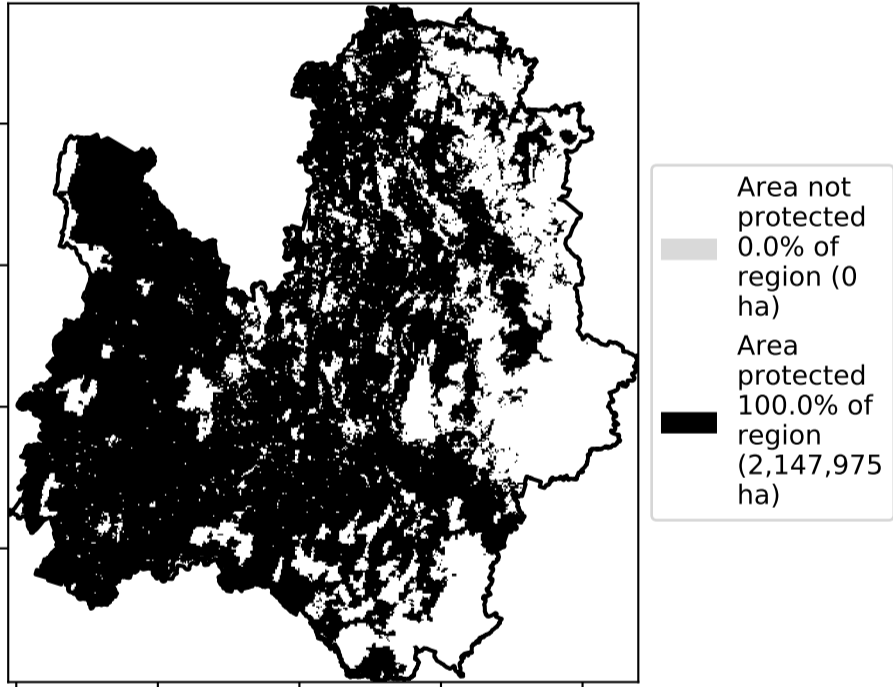 Area not
protected
0.0% of
region (0
ha)
Area
protected
100.0% of
region
(2,147,975
ha)